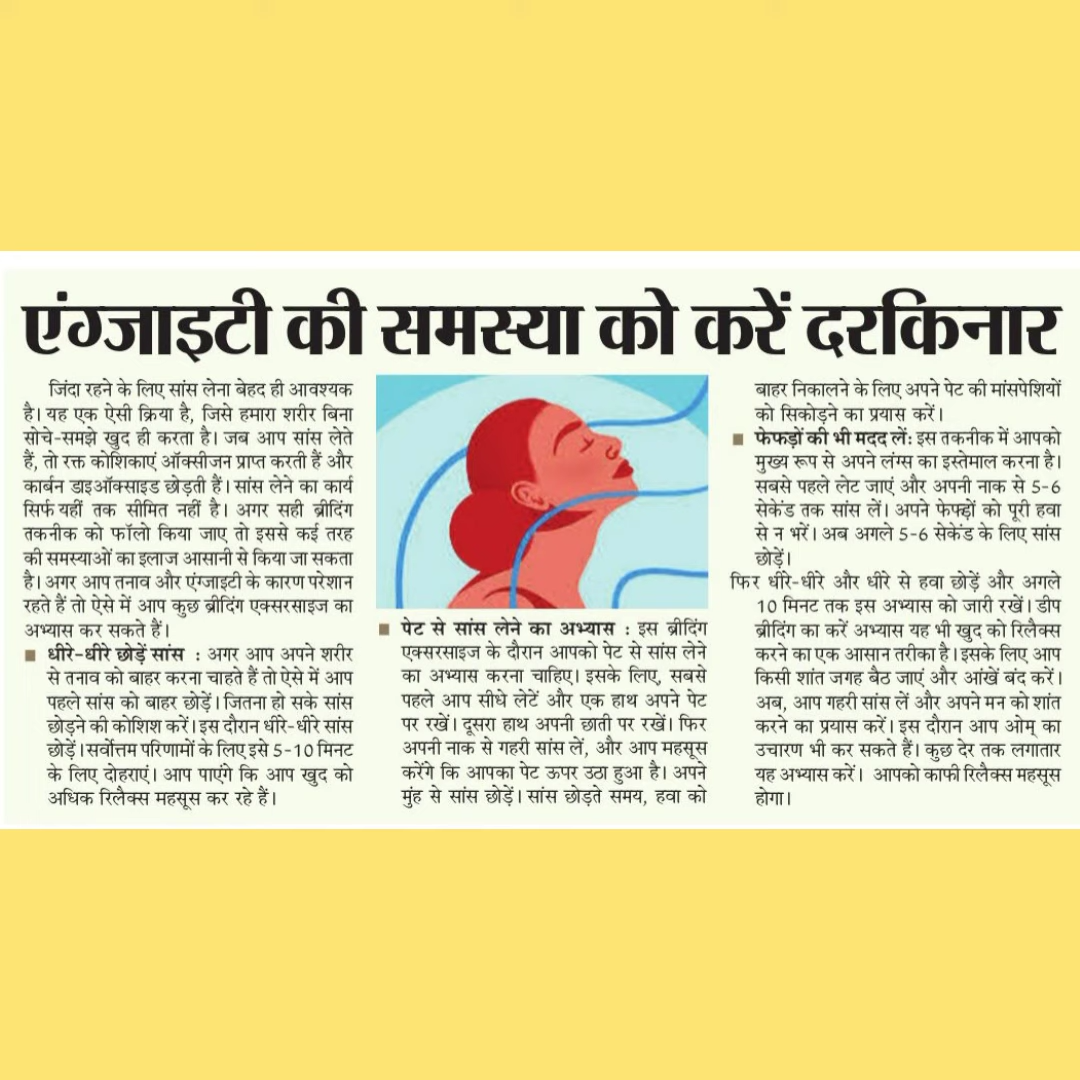 एंग्जाइटी की समस्या को करें दरकिनार
जिंदा रहने के लिए सांस लेना बेहद ही आवश्यक
है। यह एक ऐसी क्रिया है, जिसे हमारा शरीर बिना
सोचे-समझे खुद ही करता है। जब आप सांस लेते
हैं, तो रक्त कोशिकाएं ऑक्सीजन प्राप्त करती हैं और
कार्बन डाइऑक्साइड छोड़ती हैं। सांस लेने का कार्य
सिर्फ यहीं तक सीमित नहीं है। अगर सही ब्रीदिंग
तकनीक को फॉलो किया जाए तो इससे कई तरह
की समस्याओं का इलाज आसानी से किया जा सकता
है। अगर आप तनाव और एंग्जाइटी के कारण परेशान
रहते हैं तो ऐसे में आप कुछ ब्रीदिंग एक्सरसाइज का
अभ्यास कर सकते हैं।
■ धीरे-धीरे छोड़ें सांस : अगर आप अपने शरीर
से तनाव को बाहर करना चाहते हैं तो ऐसे में आप
पहले सांस को बाहर छोड़ें। जितना हो सके सांस
छोड़ने की कोशिश करें। इस दौरान धीरे-धीरे सांस
छोड़ें। सर्वोत्तम परिणामों के लिए इसे 5-10 मिनट
के लिए दोहराएं। आप पाएंगे कि आप खुद को
अधिक रिलैक्स महसूस कर रहे हैं।
■ पेट से सांस लेने का अभ्यास : इस ब्रीदिंग
एक्सरसाइज के दौरान आपको पेट से सांस लेने
का अभ्यास करना चाहिए। इसके लिए, सबसे
पहले आप सीधे लेटें और एक हाथ अपने पेट
पर रखें। दूसरा हाथ अपनी छाती पर रखें। फिर
अपनी नाक से गहरी सांस लें, और आप महसूस
करेंगे कि आपका पेट ऊपर उठा हुआ है। अपने
मुंह से सांस छोड़ें। सांस छोड़ते समय, हवा को
बाहर निकालने के लिए अपने पेट की मांसपेशियों
को सिकोड़ने का प्रयास करें।
■ फेफड़ों की भी मदद लें: इस तकनीक में आपको
मुख्य रूप से अपने लंग्स का इस्तेमाल करना है।
सबसे पहले लेट जाएं और अपनी नाक से 5-6
सेकेंड तक सांस लें। अपने फेफड़ों को पूरी हवा
से न भरें। अब अगले 5-6 सेकेंड के लिए सांस
छोड़ें।
फिर धीरे-धीरे और धीरे से हवा छोड़ें और अगले
10 मिनट तक इस अभ्यास को जारी रखें। डीप
ब्रीदिंग का करें अभ्यास यह भी खुद को रिलैक्स
करने का एक आसान तरीका है। इसके लिए आप
किसी शांत जगह बैठ जाएं और आंखें बंद करें।
अब, आप गहरी सांस लें और अपने मन को शांत
करने का प्रयास करें। इस दौरान आप ओम् का
उचारण भी कर सकते हैं। कुछ देर तक लगातार
यह अभ्यास करें। आपको काफी रिलैक्स महसूस
होगा।